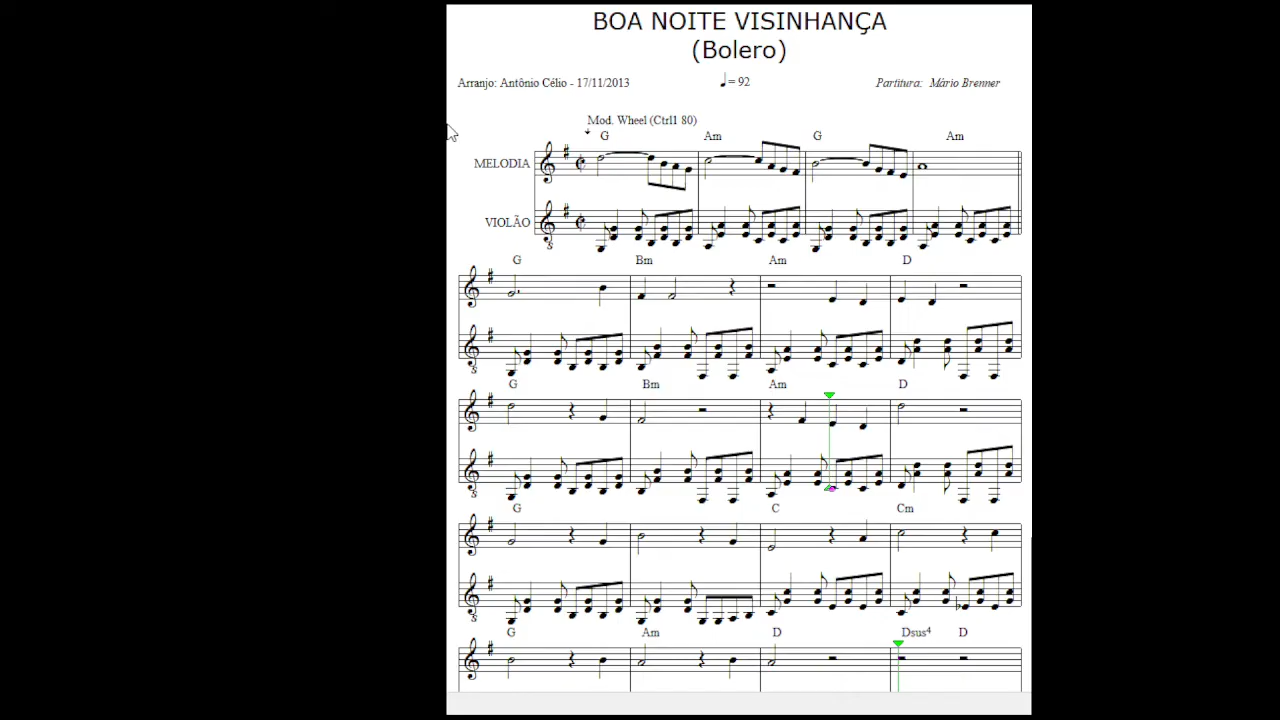 BOA NOITE VISINHANÇA
(Bolero)
Arranjo: Antônio Célio - 17/11/2013 = 92 Partitura: Mário Brenner
Mod. Wheel (Ctrl1 80)
G Am G Am
MELODIA
VIOLÃO
G Bm Am D
G Bm Am D
G C Cm
G Am D Dsus4 D